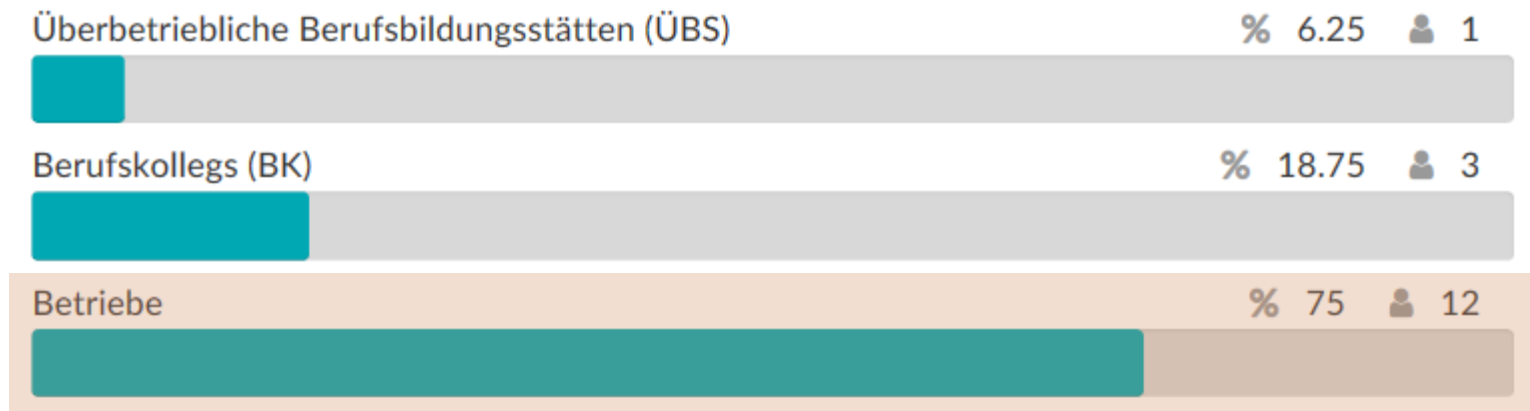 Überbetriebliche Berufsbildungsstätten (ÜBS) % 6.25 1
Berufskollegs (BK) % 18.75 3
Betriebe % 75 12